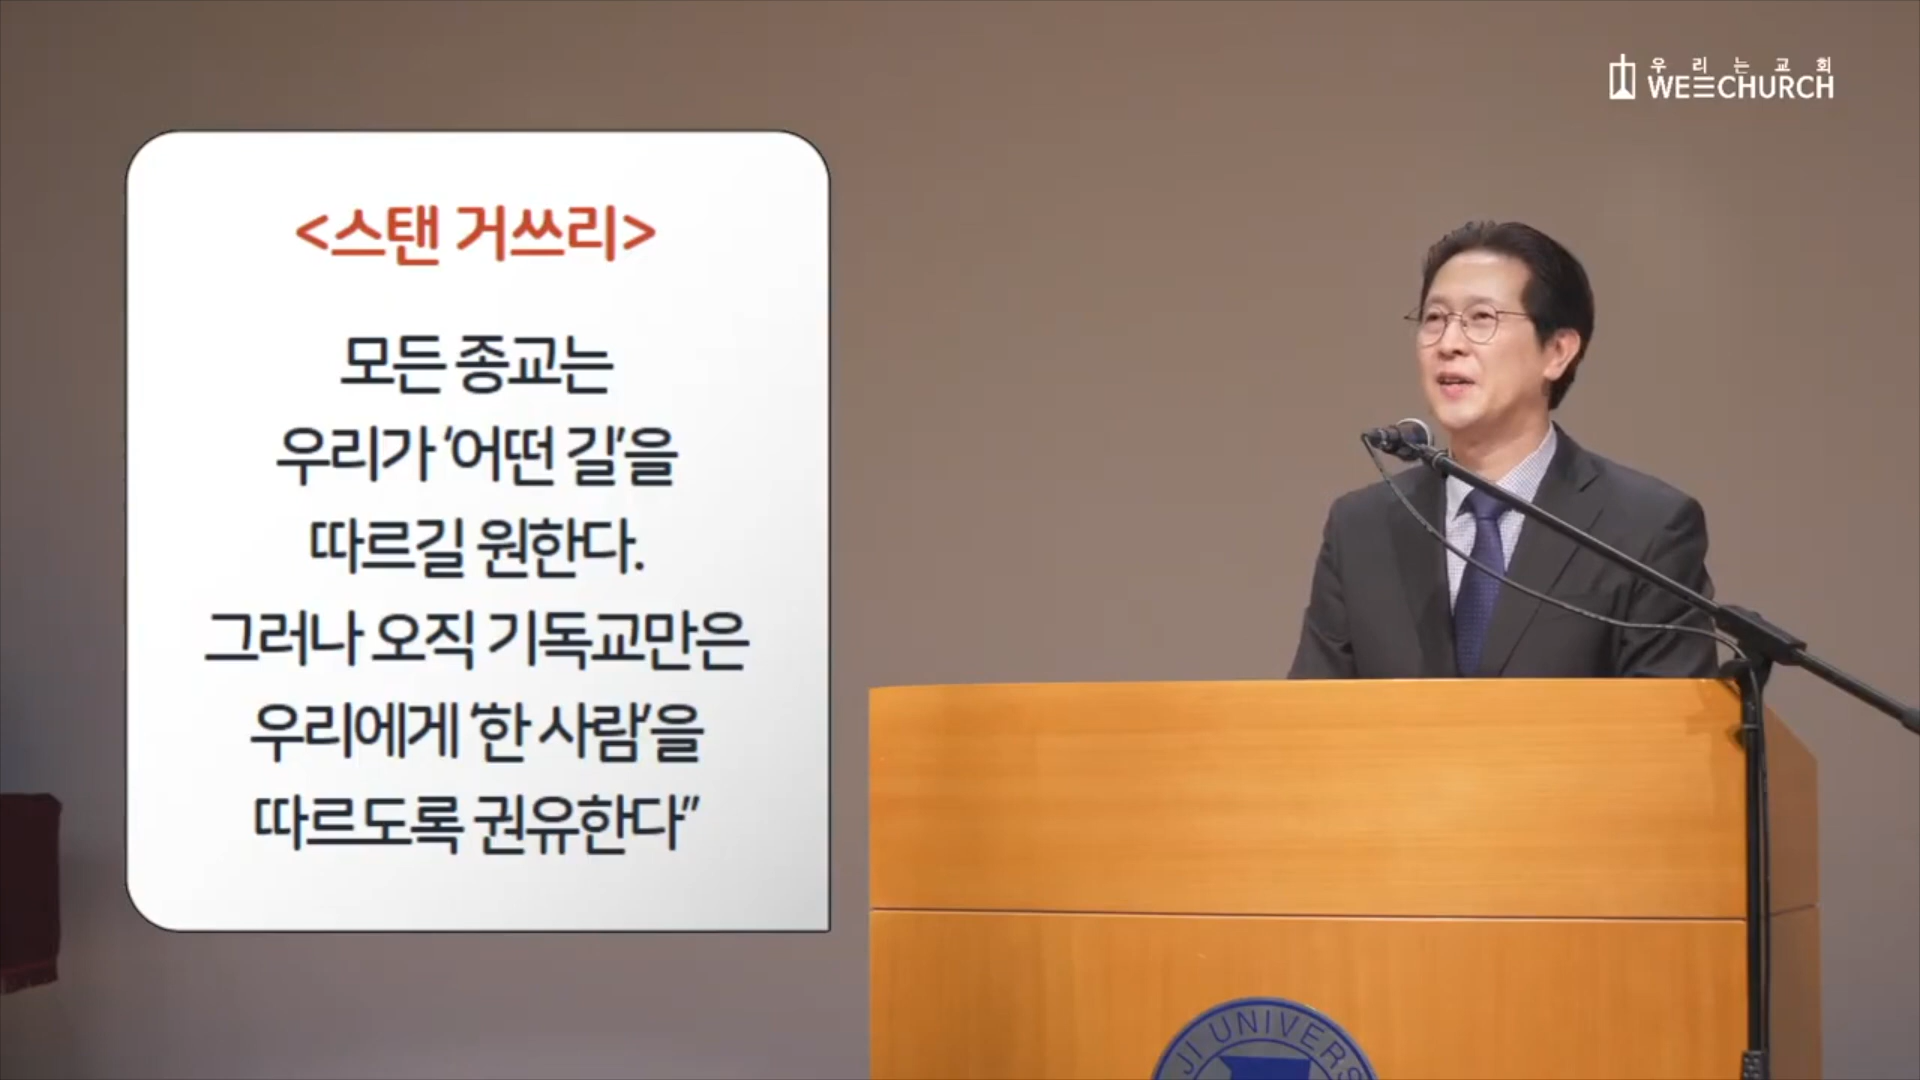 우리는교회
WE CHURCH
<스탠 거쓰리>
모든 종교는
우리가 ‘어떤 길’을
따르길 원한다.
그러나 오직 기독교만은
우리에게 ‘한 사람’을
따르도록 권유한다”
JI UNIVERS